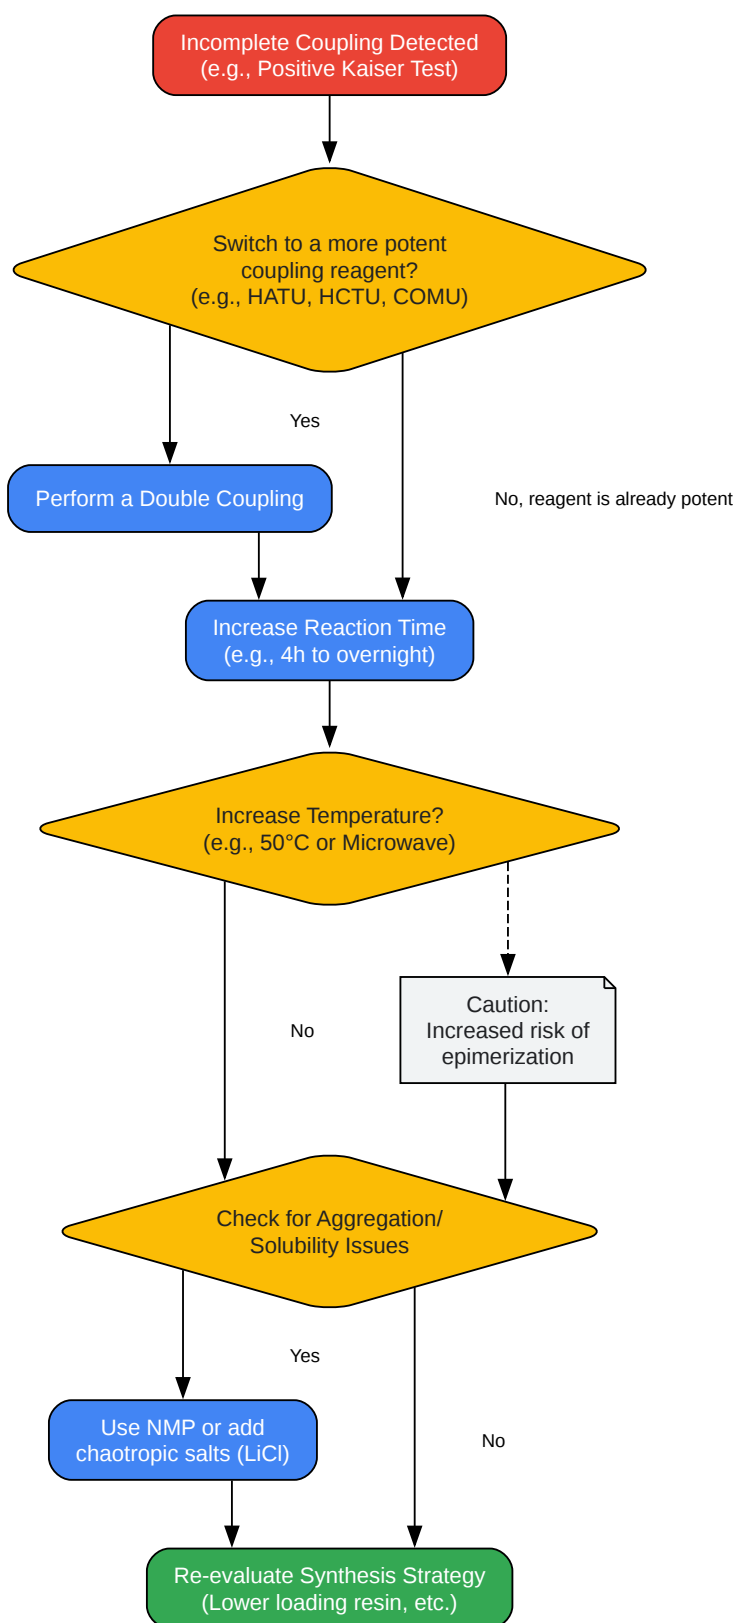 Incomplete Coupling Detected
(e.g., Positive Kaiser Test)
Switch to a more potent
coupling reagent?
(e.g., HATU, HCTU, COMU)
Yes
Perform a Double Coupling
No, reagent is already potent
Increase Reaction Time
(e.g., 4h to overnight)
Increase Temperature?
(e.g., 50°C or Microwave)
No
Caution:
Increased risk of
epimerization
Check for Aggregation/
Solubility Issues
Yes
Use NMP or add
chaotropic salts (LiCl)
No
Re-evaluate Synthesis Strategy
(Lower loading resin, etc.)